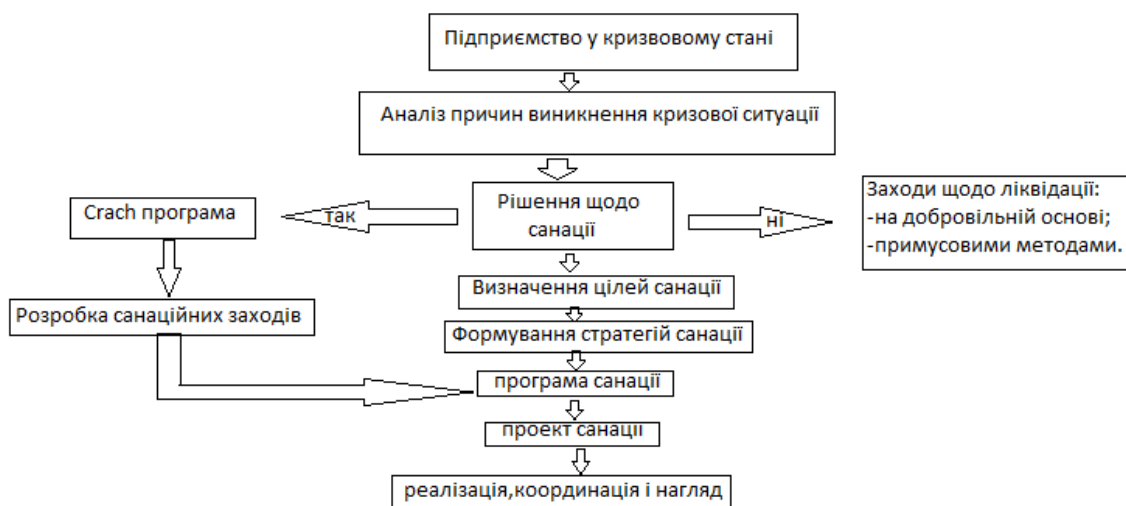 Підприємство у кризвовому стані
Аналіз причин виникнення кризової ситуації
Crach програма
так
Рішення щодо
санації
ні
Заходи щодо ліквідації:
-на добровільній основі;
-примусовими методами.
Визначення цілей санації
Розробка санаційних заходів
Формування стратегій санації
програма санації
проект санації
реалізація,координація і нагляд